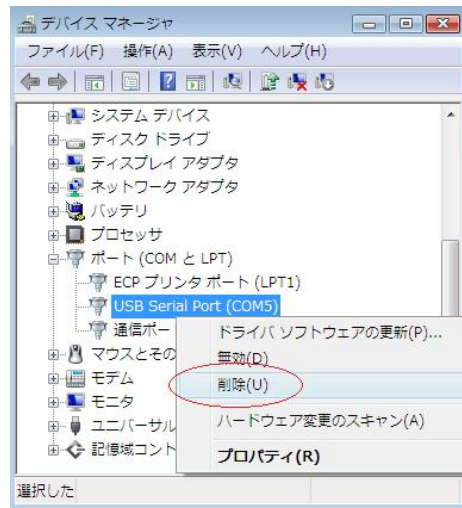 デバイス マネージャ
ファイル(F) 操作(A) 表示(V) ヘルプ(H)
システム デバイス
ディスク ドライブ
ディスプレイ アダプタ
ネットワーク アダプタ
バッテリ
プロセッサ
ポート (COM と LPT)
ECP プリンタ ポート (LPT1)
USB Serial Port (COM5)
通信ポー
ドライバ ソフトウェアの更新(P)...
マウスとその
無効(D)
モデム
削除(U)
モニタ
ユニバーサル
ハードウェア変更のスキャン(A)
記憶域コント
プロパティ(R)
選択した